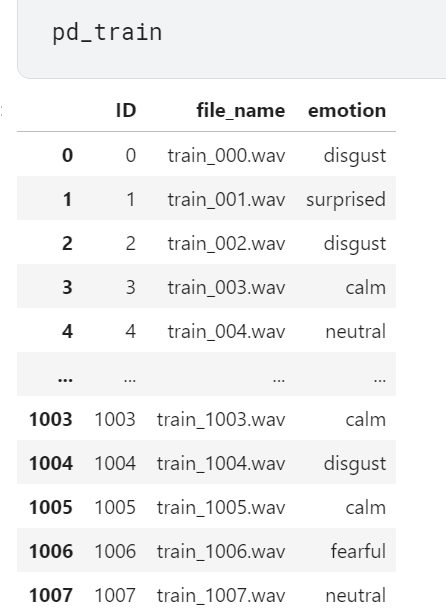 pd_train
ID file_name emotion
0 0 train_000.wav disgust
1 1 train_001.wav surprised
2 2 train_002.wav disgust
3 3 train_003.wav calm
4 4 train_004.wav neutral
... ... ... ...
1003 1003 train_1003.wav calm
1004 1004 train_1004.wav disgust
1005 1005 train_1005.wav calm
1006 1006 train_1006.wav fearful
1007 1007 train_1007.wav neutral